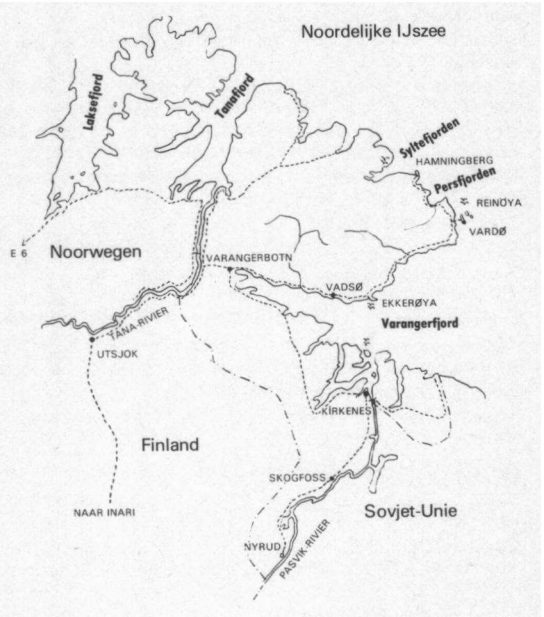 Noordelijke IJszee
Laksefjord
Tanafjord
Syltefjorden
HAMNINGBERG
Persfjorden
REINØYA
VARDØ
E 6
Noorwegen
VARANGERBOTN
VADSØ
EKKERØYA
Varangerfjord
TANA-RIVIER
UTSJOK
KIRKENES
Finland
SKOGFOSS
NAAR INARI
Sovjet-Unie
NYRUD
PASVIK-RIVIER